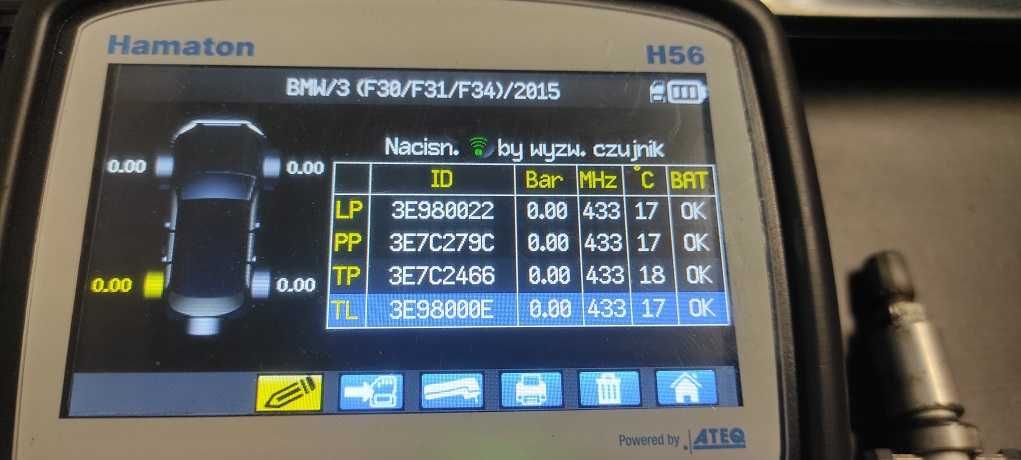 Hamaton
H56
BMW/3 (F30/F31/F34)/2015
Nacisn. by wyzw. czujnik
0.00 0.00
0.00 0.00
ID Bar MHz °C BAT
LP 3E980022 0.00 433 17 OK
PP 3E7C279C 0.00 433 17 OK
TP 3E7C2466 0.00 433 18 OK
TL 3E98000E 0.00 433 17 OK
Powered by ATEQ